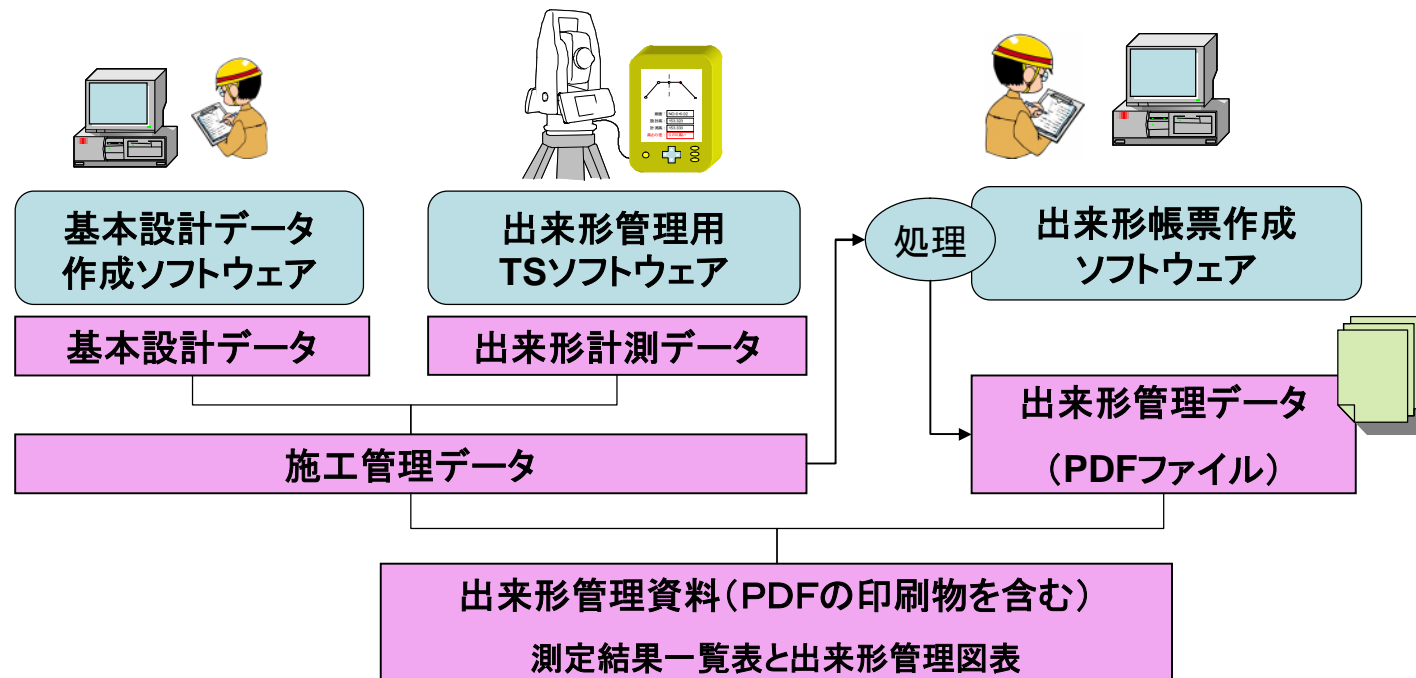 基本設計データ
作成ソフトウェア
出来形管理用
TSソフトウェア
処理
出来形帳票作成
ソフトウェア
基本設計データ
出来形計測データ
出来形管理データ
（PDFファイル）
施工管理データ
出来形管理資料（PDFの印刷物を含む）
測定結果一覧表と出来形管理図表